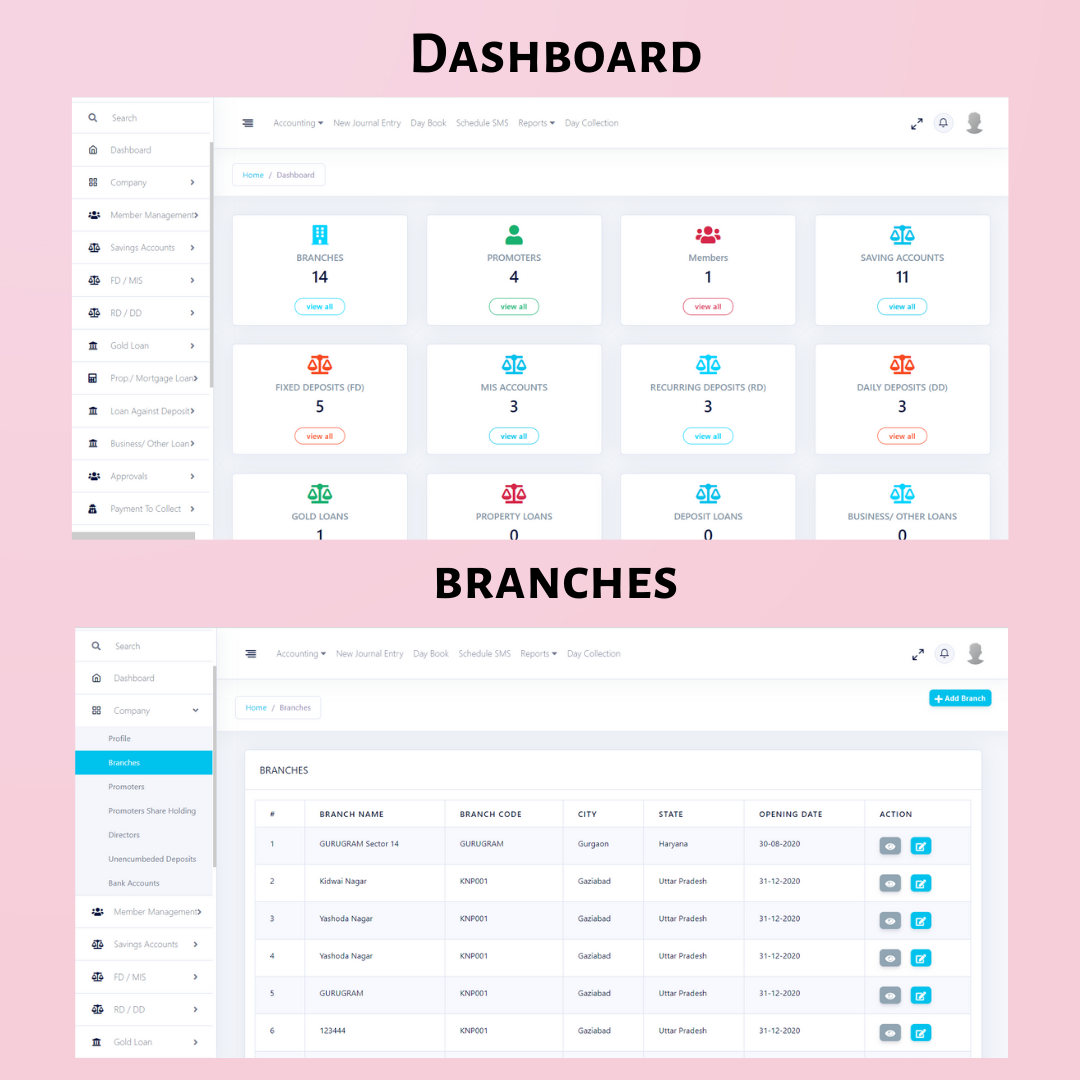 Dashboard
Search
Dashboard
Company
Member Management
Savings Accounts
FD / MIS
RD / DD
Gold Loan
Prop./ Mortgage Loan
Loan Against Deposit
Business/ Other Loan
Approvals
Payment To Collect
Accounting New Journal Entry Day Book Schedule SMS Reports Day Collection
Home / Dashboard
BRANCHES
14
view all
PROMOTERS
4
view all
Members
1
view all
SAVING ACCOUNTS
11
view all
FIXED DEPOSITS (FD)
5
view all
MIS ACCOUNTS
3
view all
RECURRING DEPOSITS (RD)
3
view all
DAILY DEPOSITS (DD)
3
view all
GOLD LOANS
1
PROPERTY LOANS
0
DEPOSIT LOANS
0
BUSINESS/ OTHER LOANS
0
BRANCHES
Search
Dashboard
Company
Profile
Branches
Promoters
Promoters Share Holding
Directors
Unencumbeded Deposits
Bank Accounts
Member Management
Savings Accounts
FD / MIS
RD / DD
Gold Loan
Accounting New Journal Entry Day Book Schedule SMS Reports Day Collection
Home / Branches
+ Add Branch
BRANCHES
# BRANCH NAME BRANCH CODE CITY STATE OPENING DATE ACTION
1 GURUGRAM Sector 14 GURUGRAM Gurgaon Haryana 30-08-2020
2 Kidwai Nagar KNP001 Gaziabad Uttar Pradesh 31-12-2020
3 Yashoda Nagar KNP001 Gaziabad Uttar Pradesh 31-12-2020
4 Yashoda Nagar KNP001 Gaziabad Uttar Pradesh 31-12-2020
5 GURUGRAM KNP001 Gaziabad Uttar Pradesh 31-12-2020
6 123444 KNP001 Gaziabad Uttar Pradesh 31-12-2020